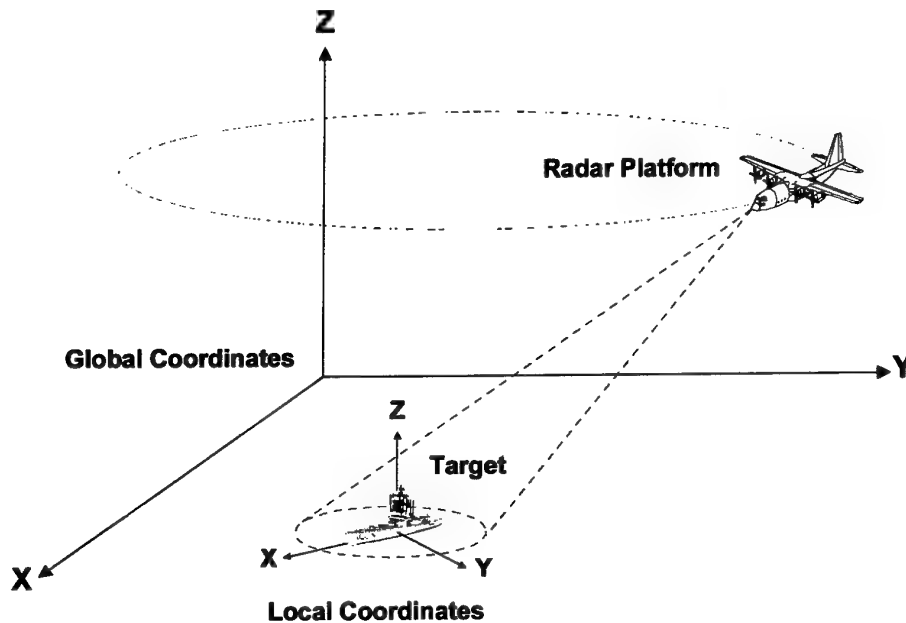 Z
Radar Platform
Global Coordinates
Y
Z
Target
X
Y
X
Local Coordinates